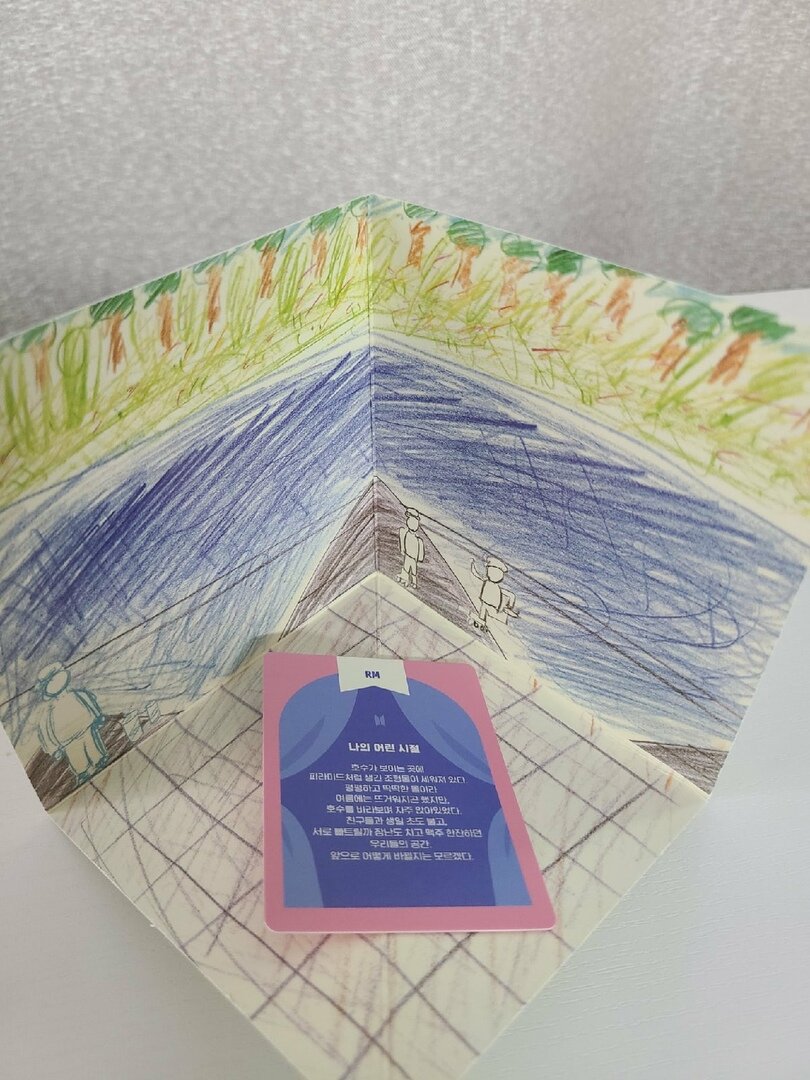 RM
나의 어린 시절
호수가 보이는 곳에
피라미드처럼 생긴 조형물이 세워져 있다.
평평하고 딱딱한 돌이라
여름에는 뜨거워지곤 했지만,
호수를 바라보며 자주 앉아있었다.
친구들과 생일 초도 불고,
서로 빠트릴까 장난도 치고 맥주 한잔하던
우리들의 공간.
앞으로 어떻게 바뀔지는 모르겠다.